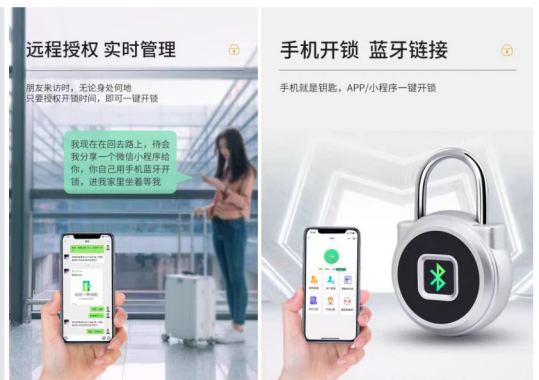 远程授权 实时管理
朋友来访时，无论身处何地
只要授权开锁时间，即可一键开锁
我现在在回去路上，待会
我分享一个微信小程序给
你，你自己用手机蓝牙开
锁，进我家里坐着等我
手机开锁 蓝牙链接
手机就是钥匙，APP/小程序一键开锁